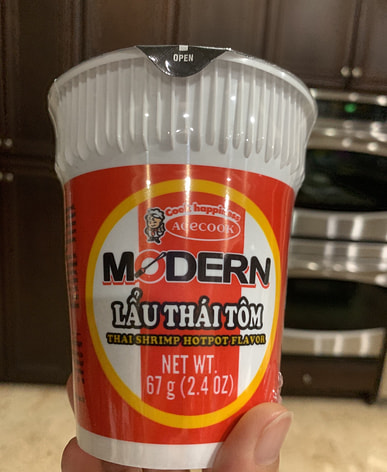 OPEN
Cook happiness
ACECOOK
MODERN
LẨU THÁI TÔM
THAI SHRIMP HOTPOT FLAVOR
NET WT.
67 g (2.4 OZ)